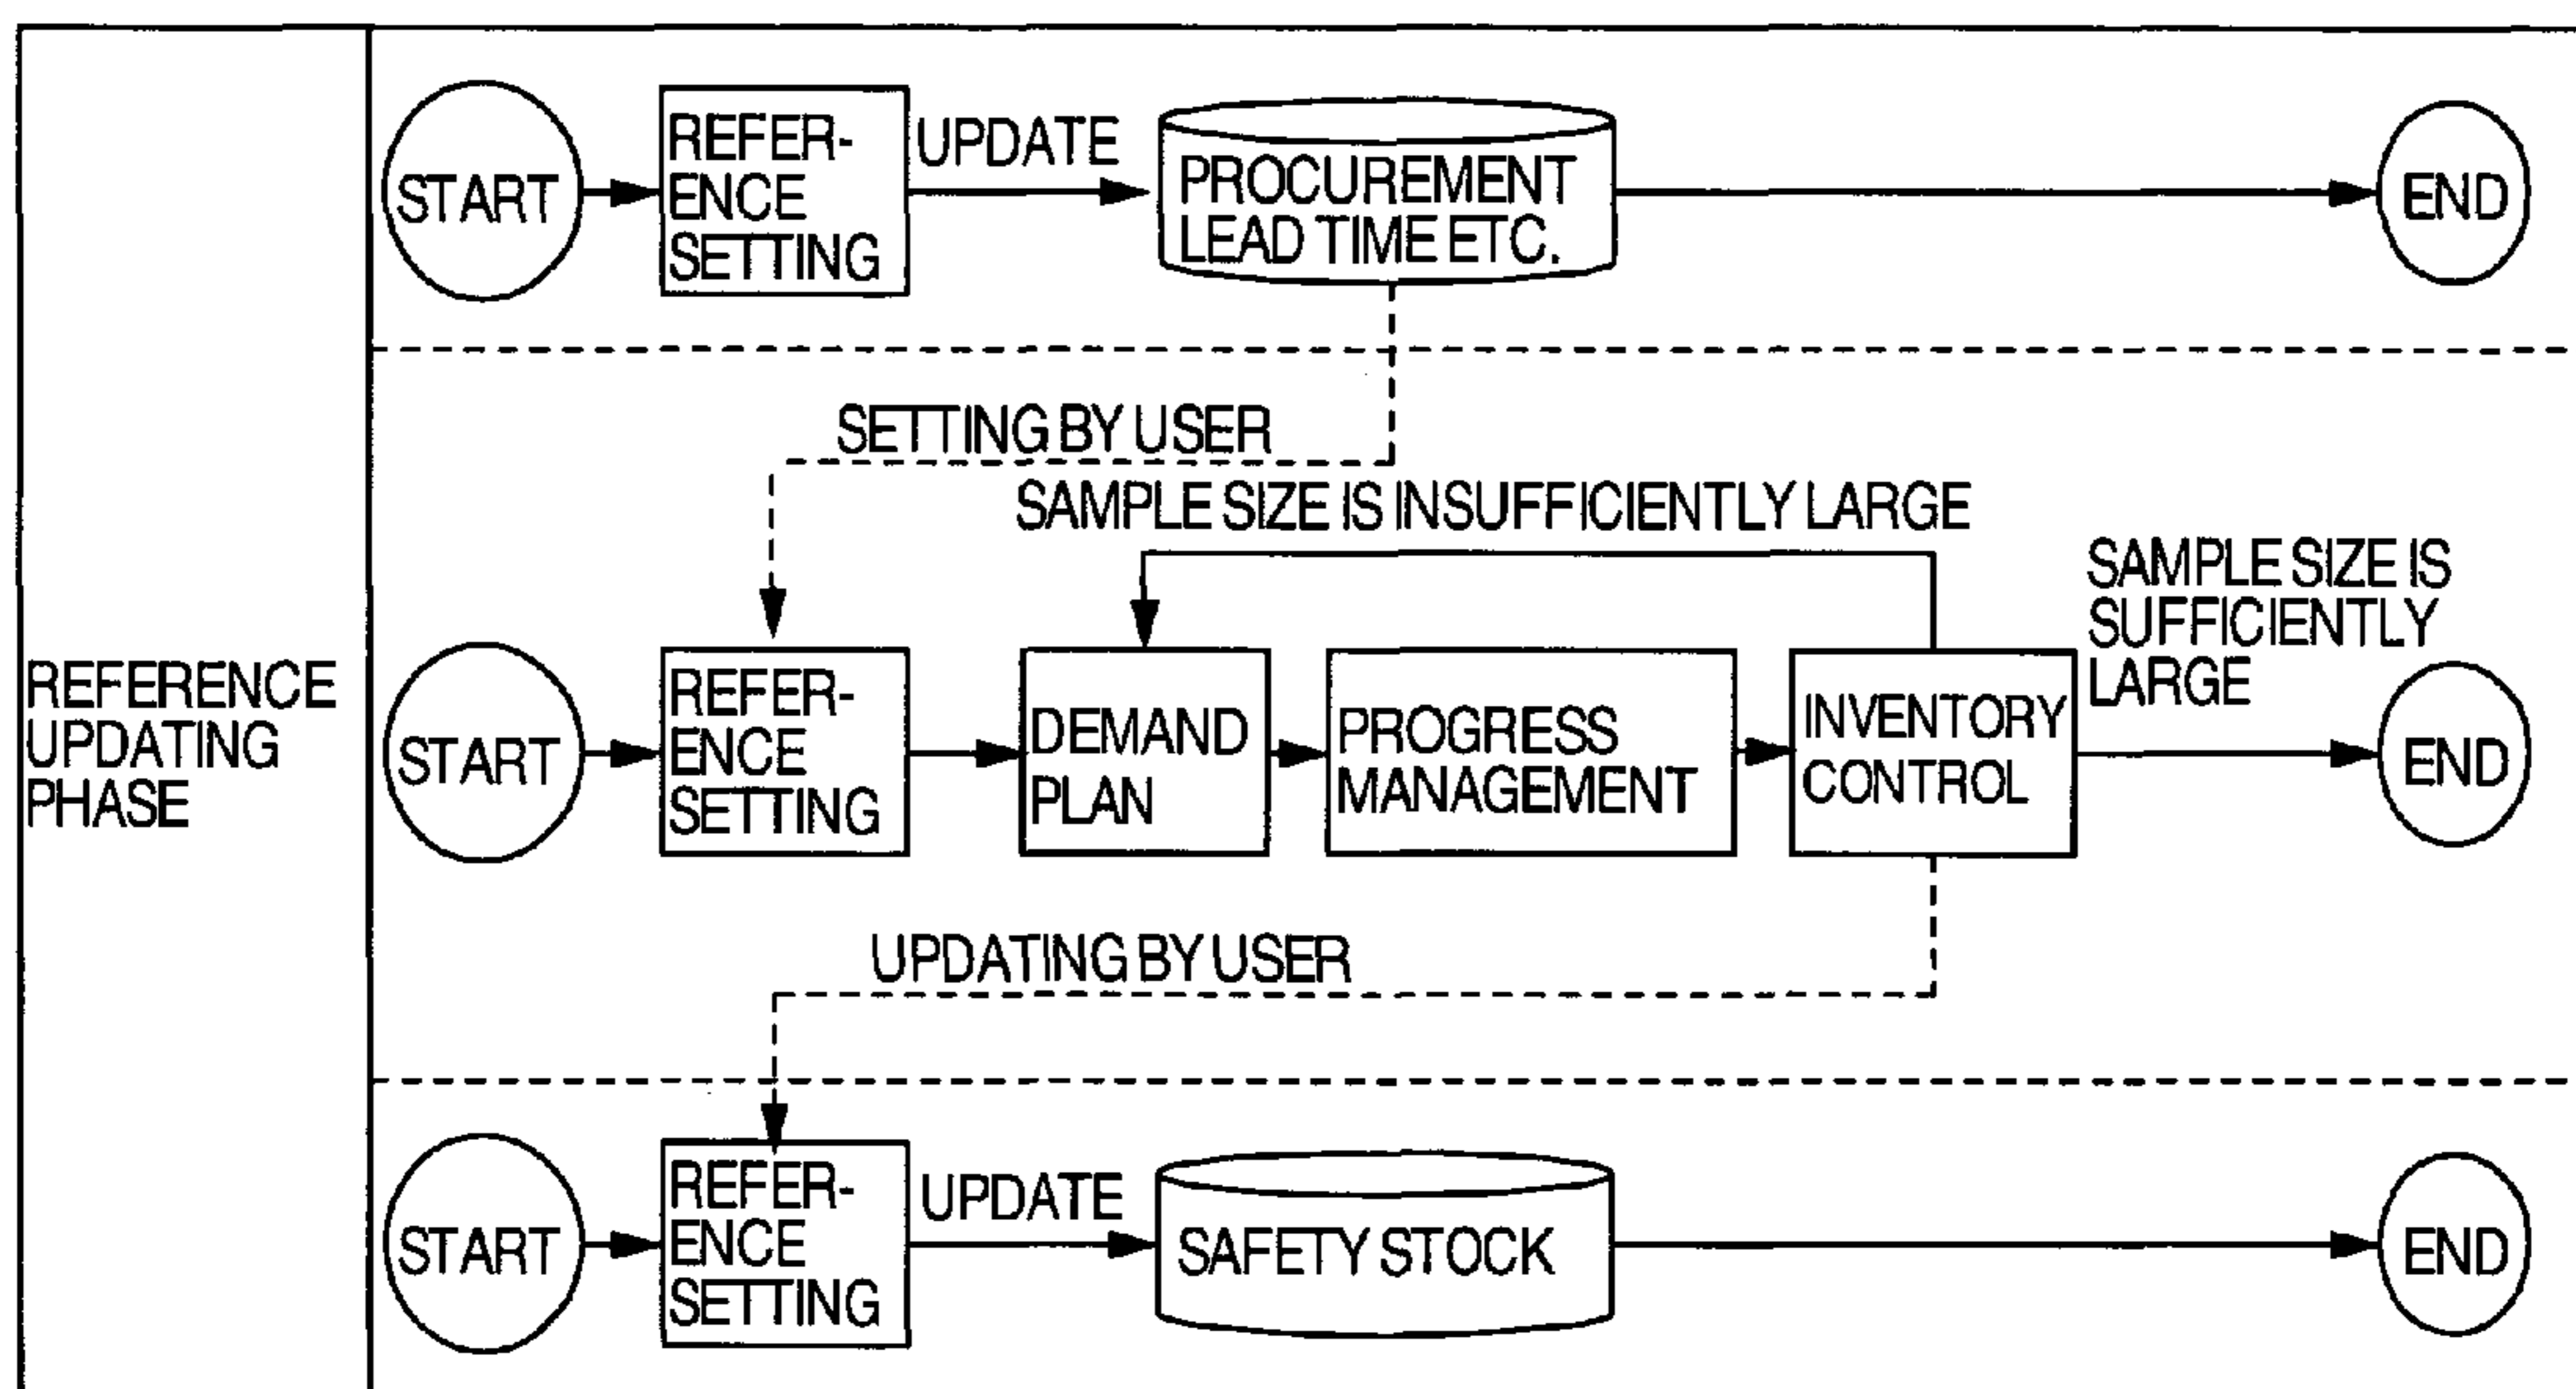 REFERENCE
UPDATING
PHASE
START
REFER-
ENCE
SETTING
UPDATE
PROCUREMENT
LEAD TIME ETC.
END
SETTING BY USER
SAMPLE SIZE IS INSUFFICIENTLY LARGE
START
REFER-
ENCE
SETTING
DEMAND
PLAN
PROGRESS
MANAGEMENT
INVENTORY
CONTROL
SAMPLE SIZE IS
SUFFICIENTLY
LARGE
END
UPDATING BY USER
START
REFER-
ENCE
SETTING
UPDATE
SAFETY STOCK
END